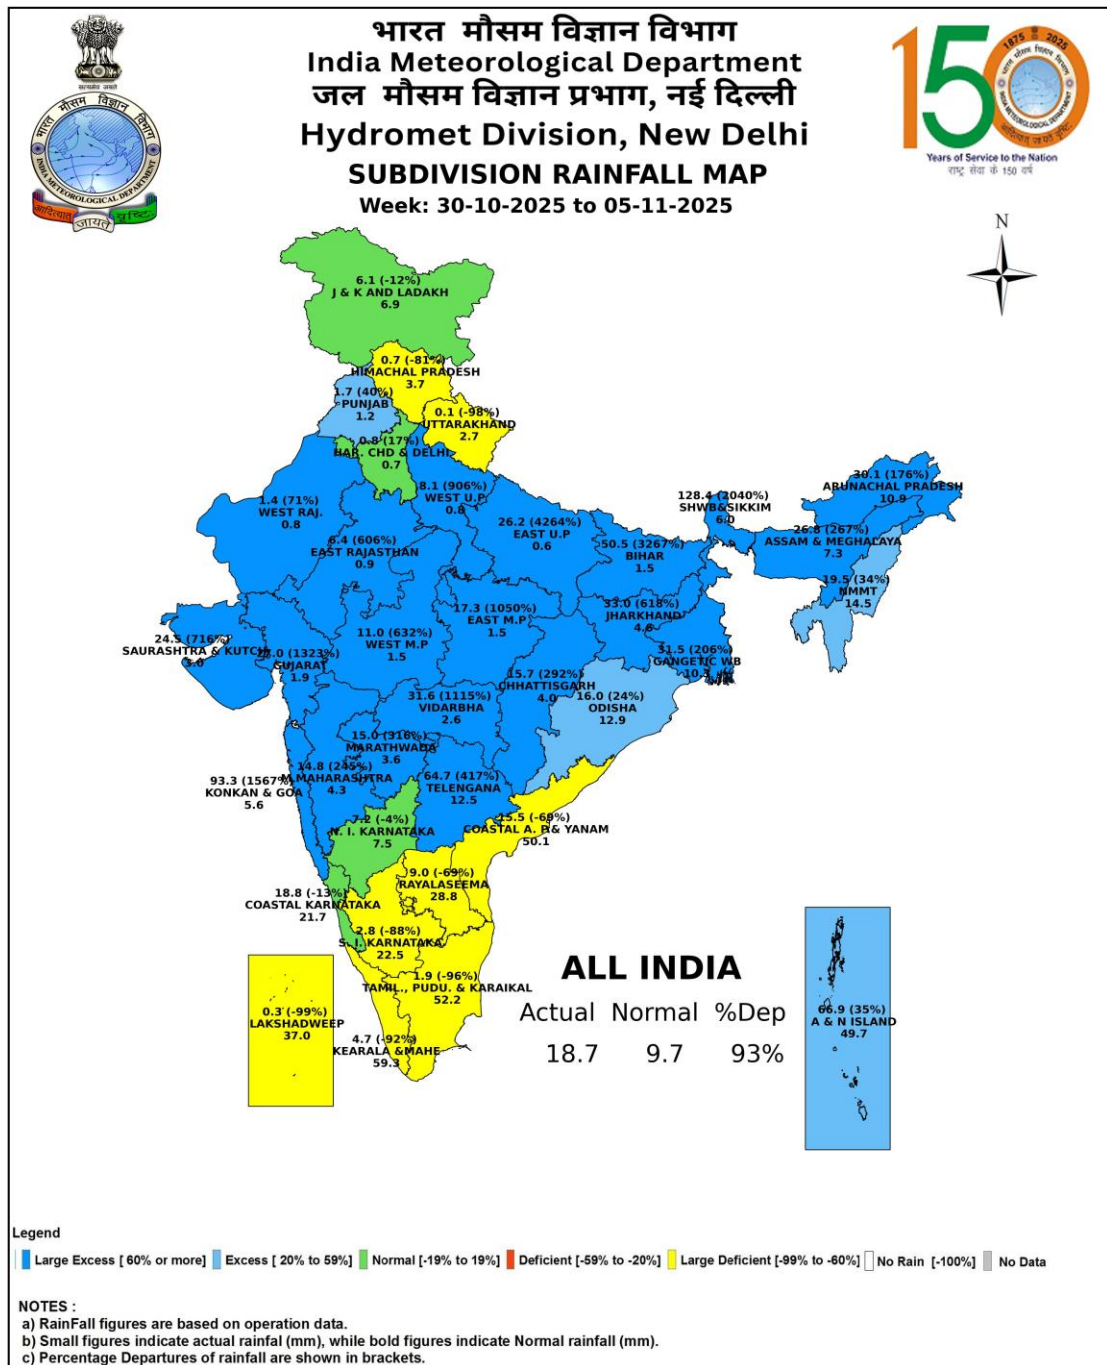 भारत मौसम विज्ञान विभाग
India Meteorological Department
जल मौसम विज्ञान प्रभाग, नई दिल्ली
Hydromet Division, New Delhi
SUBDIVISION RAINFALL MAP
Week: 30-10-2025 to 05-11-2025
सत्यमेव जयते
भारत मौसम विज्ञान विभाग
INDIA METEOROLOGICAL DEPARTMENT
आदित्यात् जायते वृष्टि:
150
1875 2025
Years of Service to the Nation
राष्ट्र सेवा के 150 वर्ष
N
6.1 (-12%)
J & K AND LADAKH
6.9
0.7 (-81%)
HIMACHAL PRADESH
3.7
1.7 (40%)
PUNJAB
1.2
0.1 (-98%)
UTTARAKHAND
2.7
0.8 (17%)
HAR. CHD & DELHI
0.7
8.1 (906%)
WEST U.P
0.8
1.4 (71%)
WEST RAJ.
0.8
6.4 (606%)
EAST RAJASTHAN
0.9
26.2 (4264%)
EAST U.P
0.6
50.5 (3267%)
BIHAR
1.5
128.4 (2040%)
SHWB&SIKKIM
6.0
30.1 (176%)
ARUNACHAL PRADESH
10.9
26.8 (267%)
ASSAM & MEGHALAYA
7.3
19.5 (34%)
NMMT
14.5
24.5 (716%)
SAURASHTRA & KUTCH
3.0
(1323%)
GUJARAT
1.9
11.0 (632%)
WEST M.P
1.5
17.3 (1050%)
EAST M.P
1.5
33.0 (618%)
JHARKHAND
4.6
31.5 (206%)
GANGETIC WB
10.3
15.7 (292%)
CHHATTISGARH
4.0
16.0 (24%)
ODISHA
12.9
31.6 (1115%)
VIDARBHA
2.6
15.0 (316%)
MARATHWADA
3.6
14.8 (245%)
M.MAHARASHTRA
4.3
93.3 (1567%)
KONKAN & GOA
5.6
64.7 (417%)
TELENGANA
12.5
7.2 (-4%)
N. I. KARNATAKA
7.5
15.5 (-69%)
COASTAL A. P.& YANAM
50.1
9.0 (-69%)
RAYALASEEMA
28.8
18.8 (-13%)
COASTAL KARNATAKA
21.7
2.8 (-88%)
S. I. KARNATAKA
22.5
1.9 (-96%)
TAMIL., PUDU. & KARAIKAL
52.2
4.7 (-92%)
KEARALA &MAHE
59.3
0.3 (-99%)
LAKSHADWEEP
37.0
66.9 (35%)
A & N ISLAND
49.7
ALL INDIA
Actual Normal %Dep
18.7 9.7 93%
Legend
Large Excess [ 60% or more] Excess [ 20% to 59%] Normal [-19% to 19%] Deficient [-59% to -20%] Large Deficient [-99% to -60%] No Rain [-100%] No Data
NOTES :
a) RainFall figures are based on operation data.
b) Small figures indicate actual rainfal (mm), while bold figures indicate Normal rainfall (mm).
c) Percentage Departures of rainfall are shown in brackets.